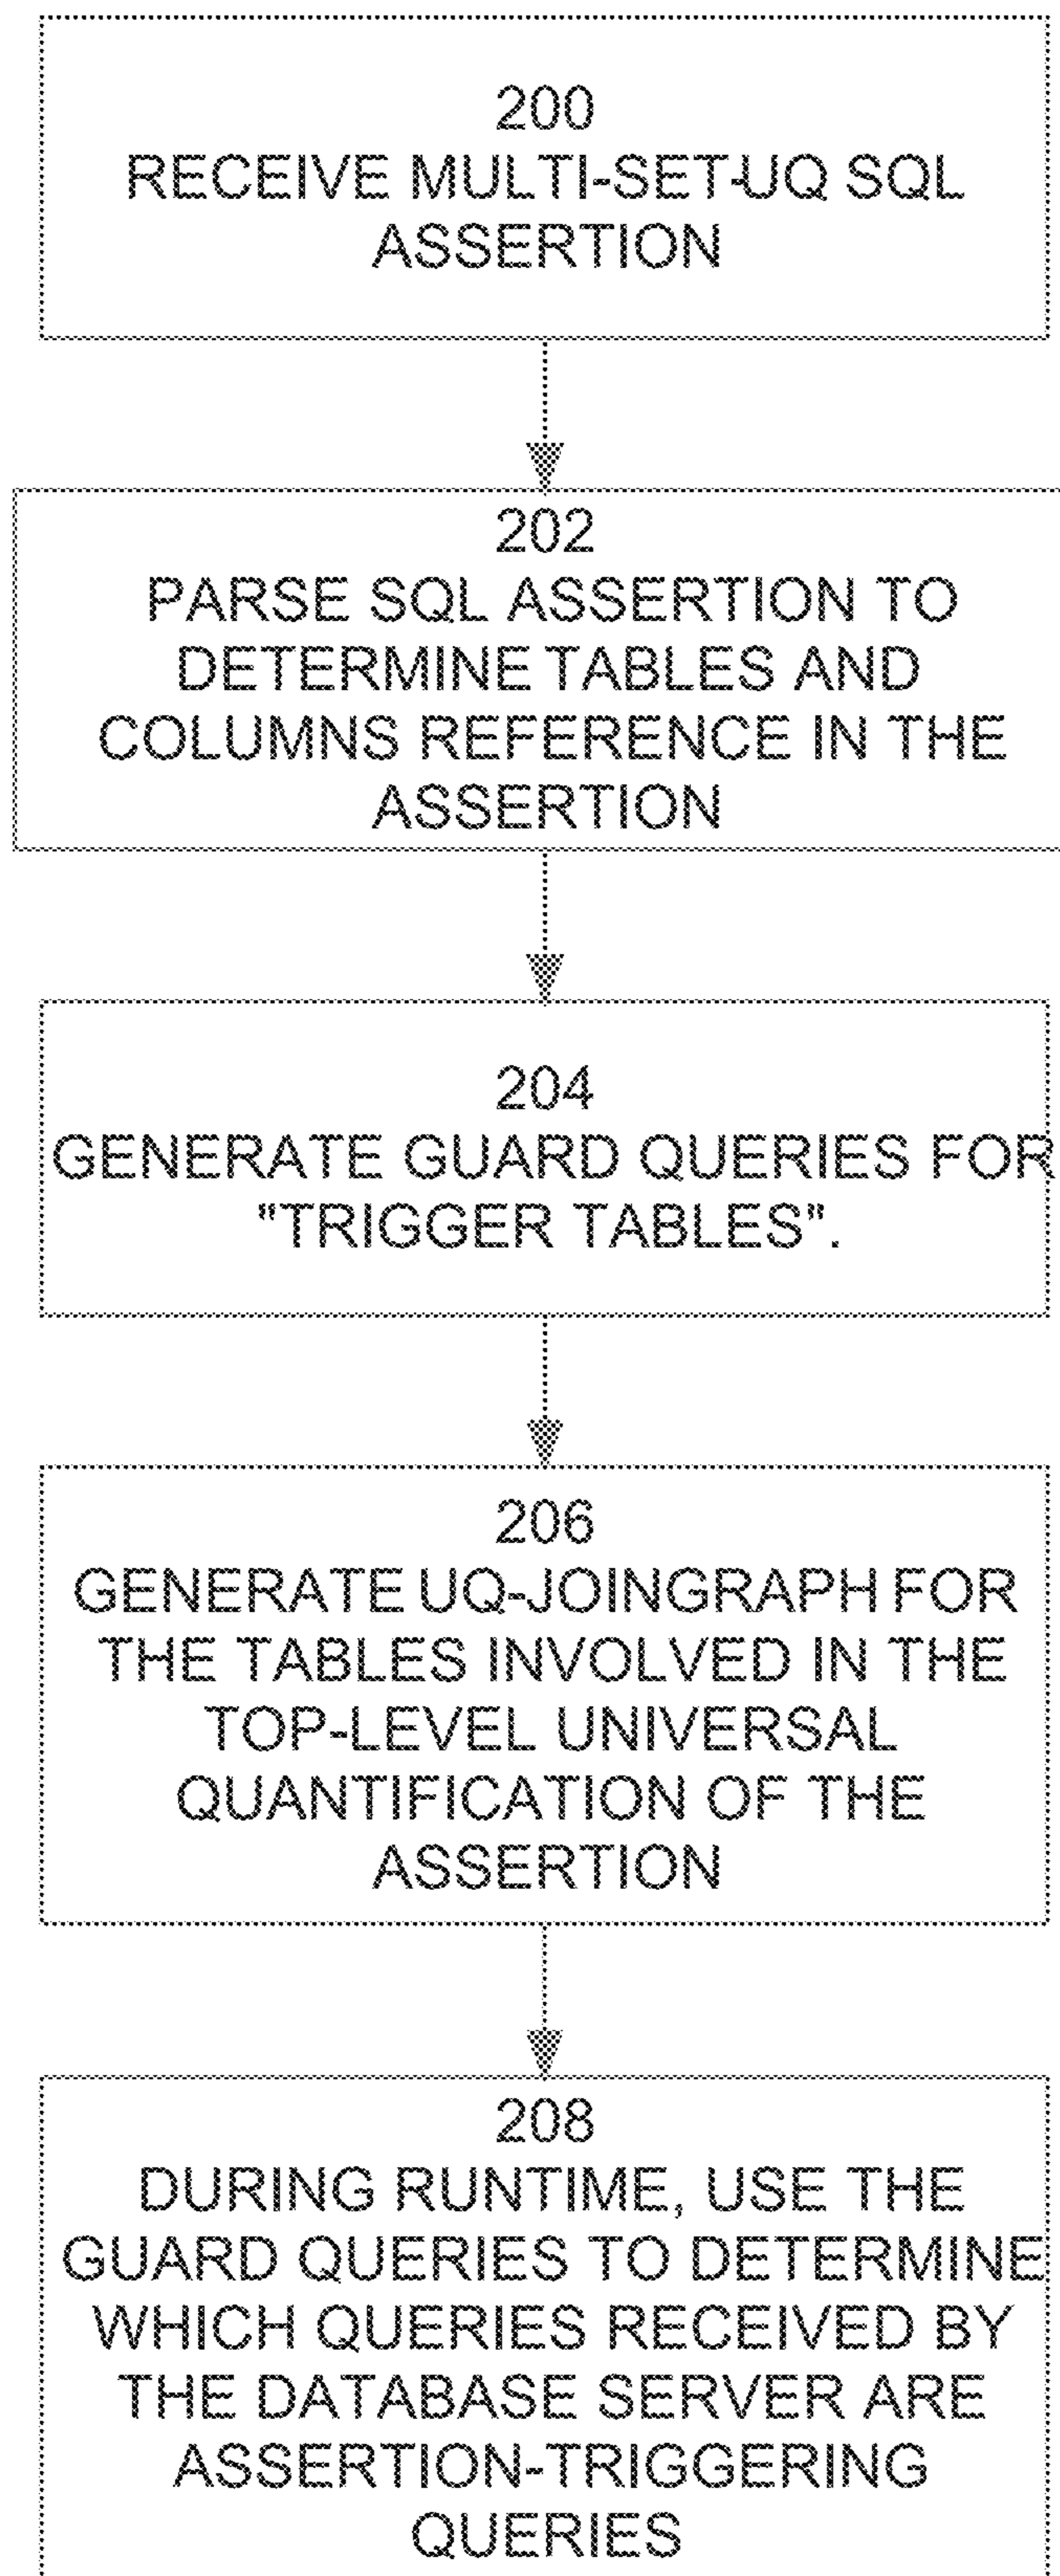 200
RECEIVE MULTI-SET-UQ SQL
ASSERTION
202
PARSE SQL ASSERTION TO
DETERMINE TABLES AND
COLUMNS REFERENCE IN THE
ASSERTION
204
GENERATE GUARD QUERIES FOR
"TRIGGER TABLES".
206
GENERATE UQ-JOINGRAPH FOR
THE TABLES INVOLVED IN THE
TOP-LEVEL UNIVERSAL
QUANTIFICATION OF THE
ASSERTION
208
DURING RUNTIME, USE THE
GUARD QUERIES TO DETERMINE
WHICH QUERIES RECEIVED BY
THE DATABASE SERVER ARE
ASSERTION-TRIGGERING
QUERIES